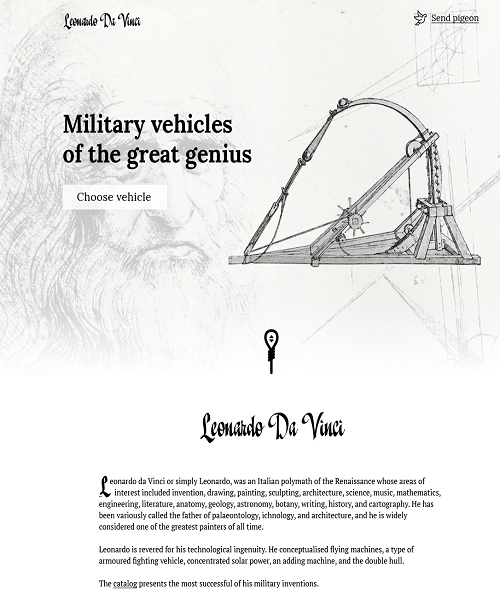 Leonardo Da Vinci
Send pigeon
Military vehicles
of the great genius
Choose vehicle
Leonardo Da Vinci
Leonardo da Vinci or simply Leonardo, was an Italian polymath of the Renaissance whose areas of
interest included invention, drawing, painting, sculpting, architecture, science, music, mathematics,
engineering, literature, anatomy, geology, astronomy, botany, writing, history, and cartography. He has
been variously called the father of palaeontology, ichnology, and architecture, and he is widely
considered one of the greatest painters of all time.
Leonardo is revered for his technological ingenuity. He conceptualised flying machines, a type of
armoured fighting vehicle, concentrated solar power, an adding machine, and the double hull.
The catalog presents the most successful of his military inventions.